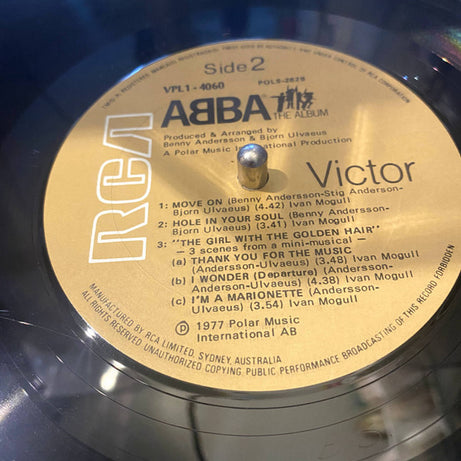 Side 2
VPL1-4060
POLS-2828
ABBA
THE ALBUM
Produced & Arranged by
Benny Andersson & Bjorn Ulvaeus
A Polar Music International Production
RCA
Victor
1: MOVE ON (Benny Andersson-Stig Anderson-
Bjorn Ulvaeus) (4.42) Ivan Mogull
2: HOLE IN YOUR SOUL (Benny Andersson-
Bjorn Ulvaeus) (3.41) Ivan Mogull
3: "THE GIRL WITH THE GOLDEN HAIR"
— 3 scenes from a mini-musical —
(a) THANK YOU FOR THE MUSIC
(Andersson-Ulvaeus) (3.48) Ivan Mogull
(b) I WONDER (Departure) (Andersson-
Anderson-Ulvaeus) (4.38) Ivan Mogull
(c) I'M A MARIONETTE (Andersson-
Ulvaeus) (3.54) Ivan Mogull
Ⓟ 1977 Polar Music
International AB
MANUFACTURED BY RCA LIMITED, SYDNEY, AUSTRALIA
ALL RIGHTS RESERVED. UNAUTHORIZED COPYING, PUBLIC PERFORMANCE BROADCASTING OF THIS RECORD FORBIDDEN